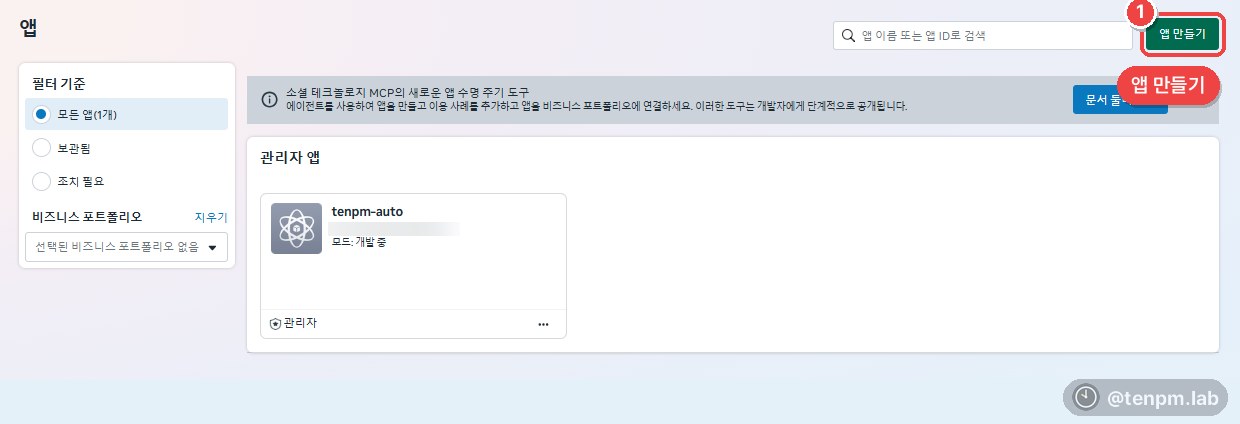 앱
앱 이름 또는 앱 ID로 검색
1
앱 만들기
앱 만들기
필터 기준
모든 앱(1개)
보관됨
조치 필요
비즈니스 포트폴리오
지우기
선택된 비즈니스 포트폴리오 없음
소셜 테크놀로지 MCP의 새로운 앱 수명 주기 도구
에이전트를 사용하여 앱을 만들고 이용 사례를 추가하고 앱을 비즈니스 포트폴리오에 연결하세요. 이러한 도구는 개발자에게 단계적으로 공개됩니다.
문서
관리자 앱
tenpm-auto
모드: 개발 중
관리자
@tenpm.lab